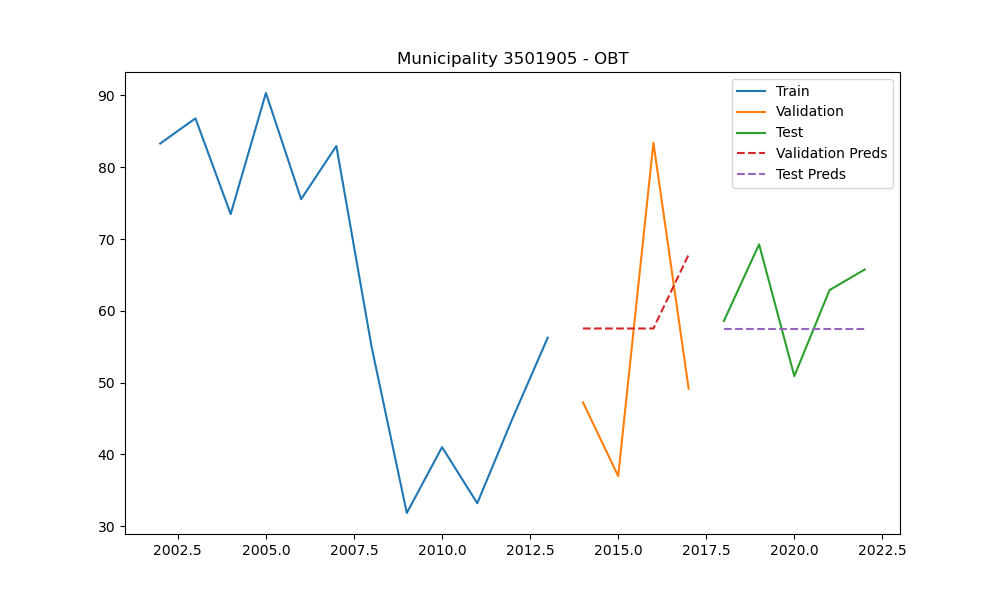 Municipality 3501905 - OBT
Train
Validation
Test
Validation Preds
Test Preds
90
80
70
60
50
40
30
2002.5 2005.0 2007.5 2010.0 2012.5 2015.0 2017.5 2020.0 2022.5